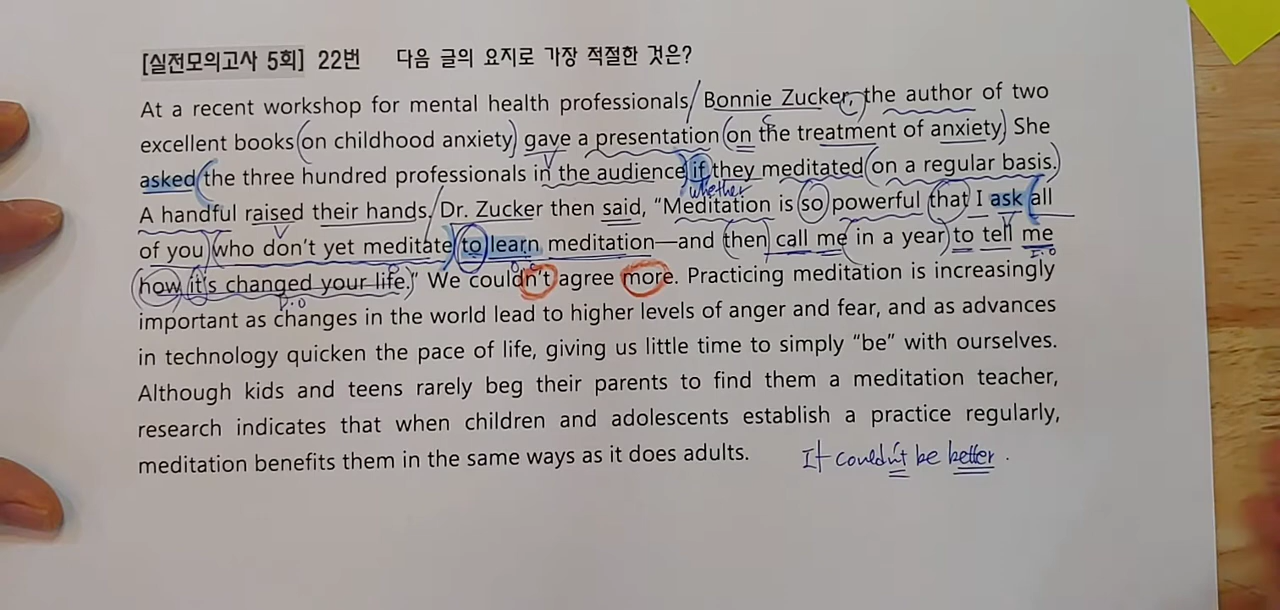 [실전모의고사 5회] 22번 다음 글의 요지로 가장 적절한 것은?
At a recent workshop for mental health professionals/ Bonnie Zucker, the author of two
excellent books (on childhood anxiety) gave a presentation (on the treatment of anxiety) She
asked (the three hundred professionals in the audience) if they meditated (on a regular basis.)
whether
A handful raised their hands. / Dr. Zucker then said, “Meditation is so powerful that I ask (all
of you) (who don't yet meditate) to learn meditation—and (then) call me (in a year) to tell me
I·O
how it's changed your life.” We couldn't agree more. Practicing meditation is increasingly
D·O
important as changes in the world lead to higher levels of anger and fear, and as advances
in technology quicken the pace of life, giving us little time to simply “be” with ourselves.
Although kids and teens rarely beg their parents to find them a meditation teacher,
research indicates that when children and adolescents establish a practice regularly,
meditation benefits them in the same ways as it does adults.
It couldn't be better.